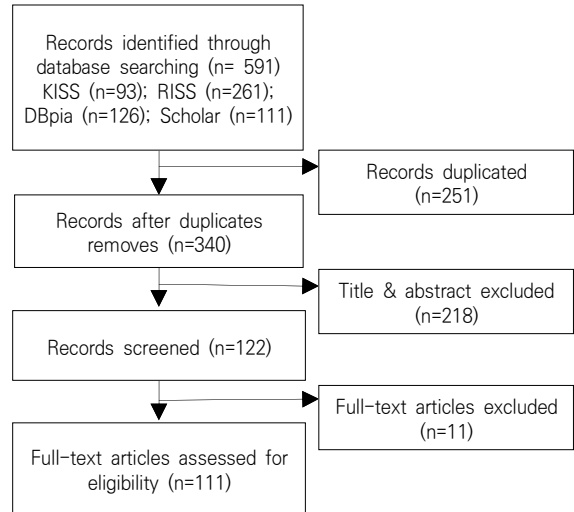 Records identified through
database searching (n= 591)
KISS (n=93); RISS (n=261);
DBpia (n=126); Scholar (n=111)
Records duplicated
(n=251)
Records after duplicates
removes (n=340)
Title & abstract excluded
(n=218)
Records screened (n=122)
Full-text articles excluded
(n=11)
Full-text articles assessed for
eligibility (n=111)